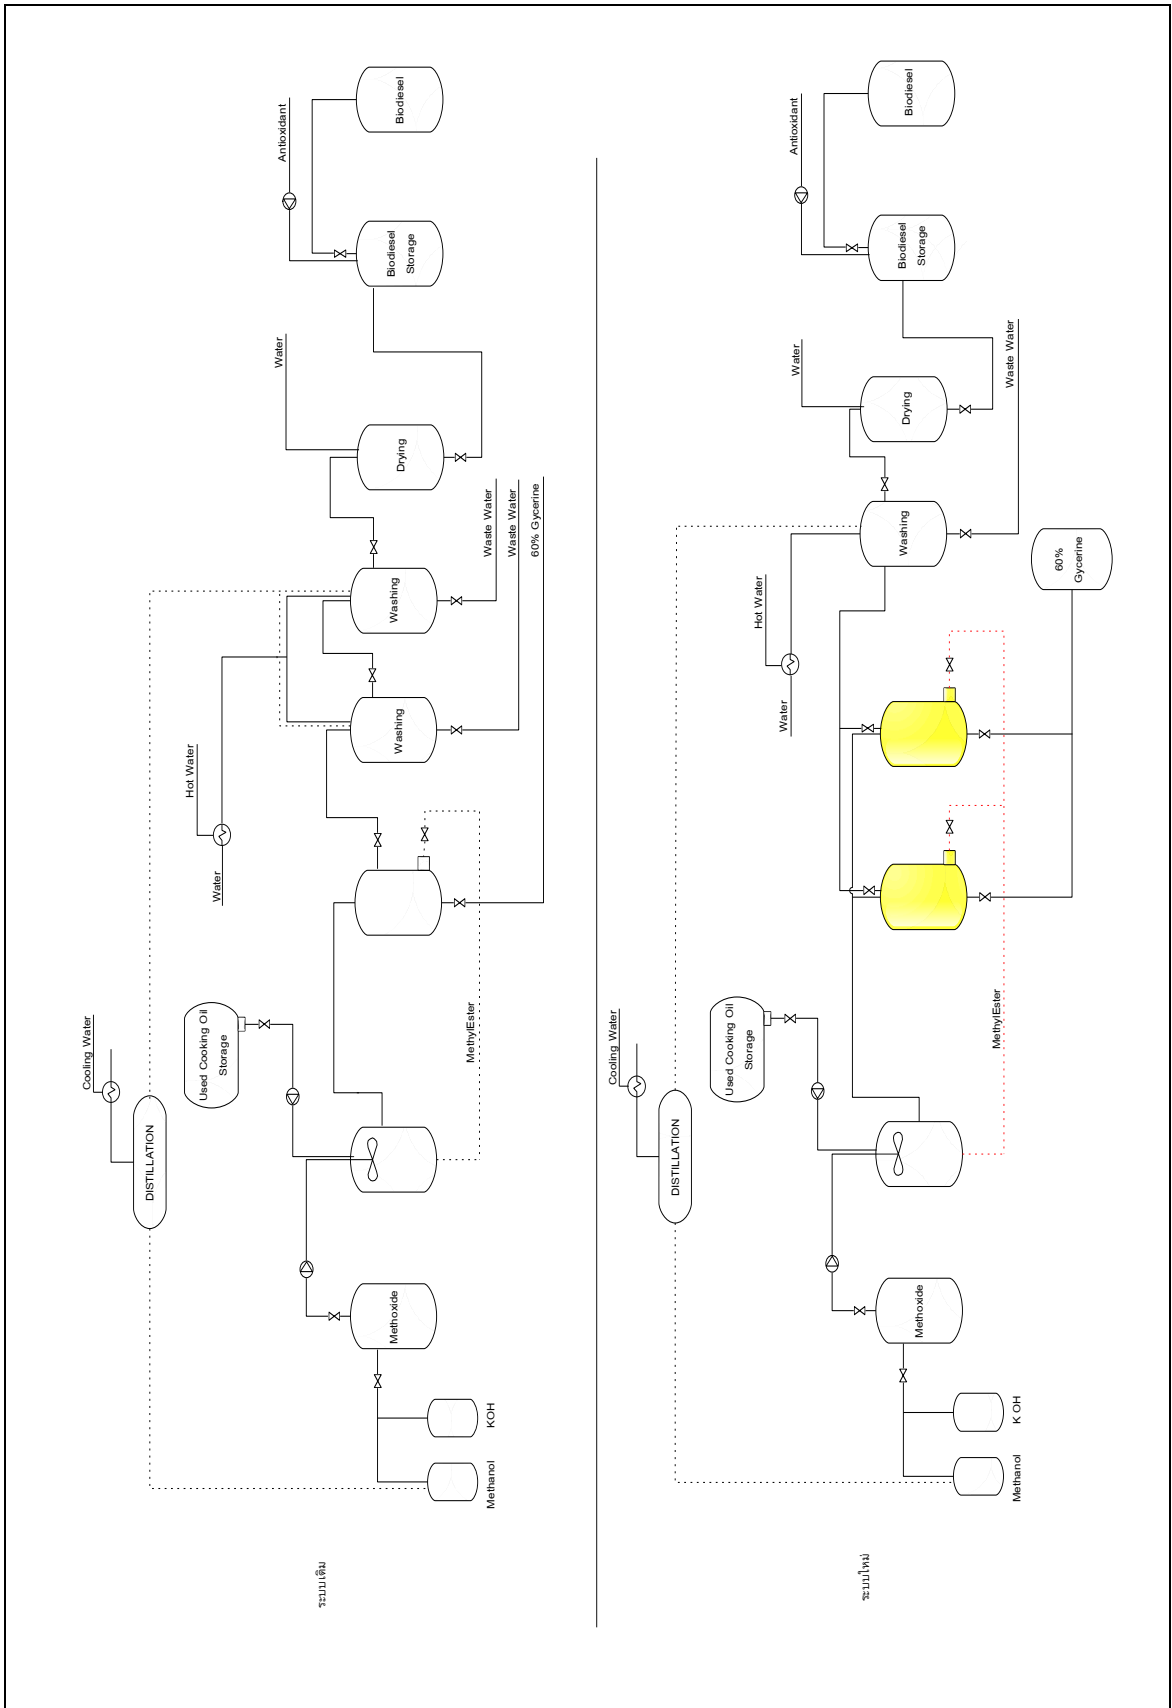 ระบบเดิม
Methanol
KOH
Methoxide
DISTILLATION
Cooling Water
Used Cooking Oil
Storage
MethylEster
Water
Hot Water
Washing
Washing
Waste Water
Waste Water
60% Gycerine
Drying
Water
Biodiesel
Storage
Antioxidant
Biodiesel
ระบบใหม่
Methanol
K OH
Methoxide
DISTILLATION
Cooling Water
Used Cooking Oil
Storage
MethylEster
Water
Hot Water
60%
Gycerine
Washing
Waste Water
Drying
Water
Biodiesel
Storage
Antioxidant
Biodiesel